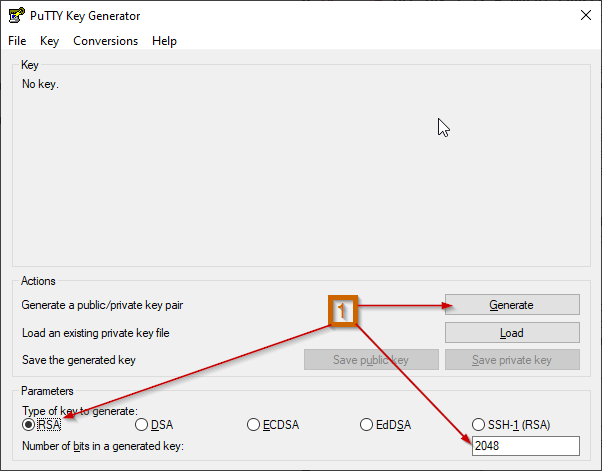 PuTTY Key Generator
File Key Conversions Help
Key
No key.
Actions
Generate a public/private key pair
Generate
Load an existing private key file
Load
Save the generated key
Save public key
Save private key
1
Parameters
Type of key to generate:
RSA DSA ECDSA EdDSA SSH-1 (RSA)
Number of bits in a generated key:
2048